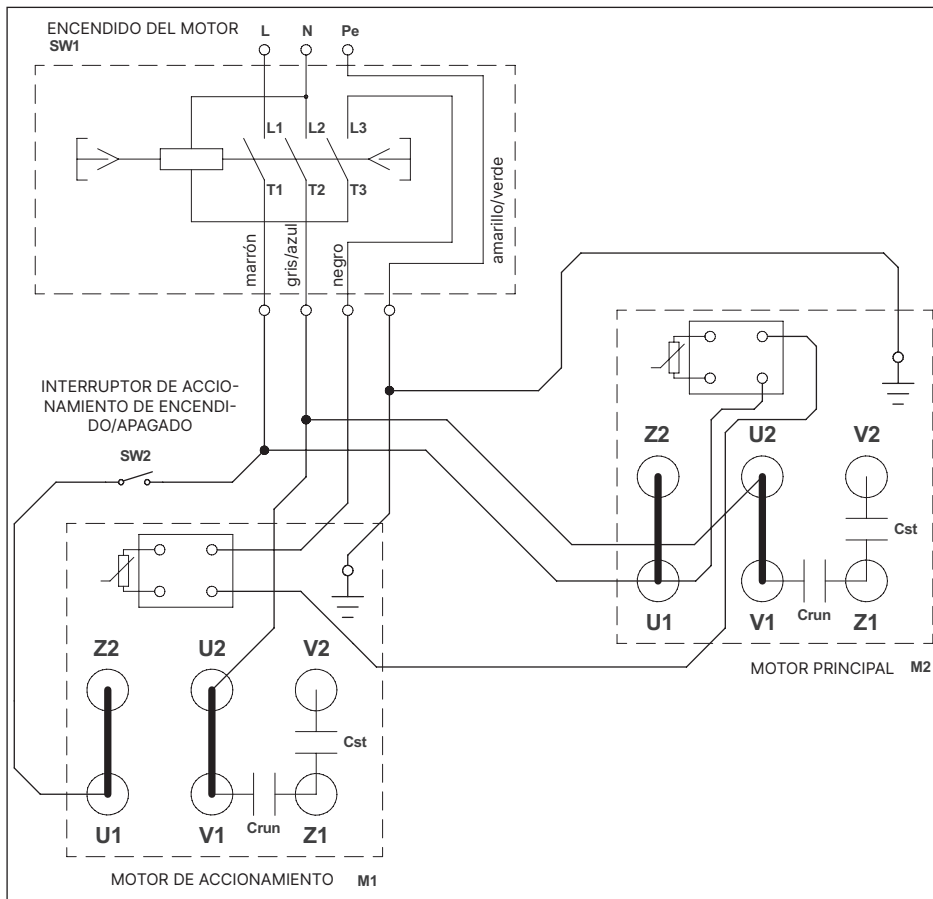 ENCENDIDO DEL MOTOR
SW1
L N Pe
L1 L2 L3
T1 T2 T3
marrón
gris/azul
negro
amarillo/verde
INTERRUPTOR DE ACCIO-
NAMIENTO DE ENCENDI-
DO/APAGADO
SW2
Z2 U2 V2
Cst
Crun
U1 V1 Z1
MOTOR PRINCIPAL M2
Z2 U2 V2
Cst
Crun
U1 V1 Z1
MOTOR DE ACCIONAMIENTO M1